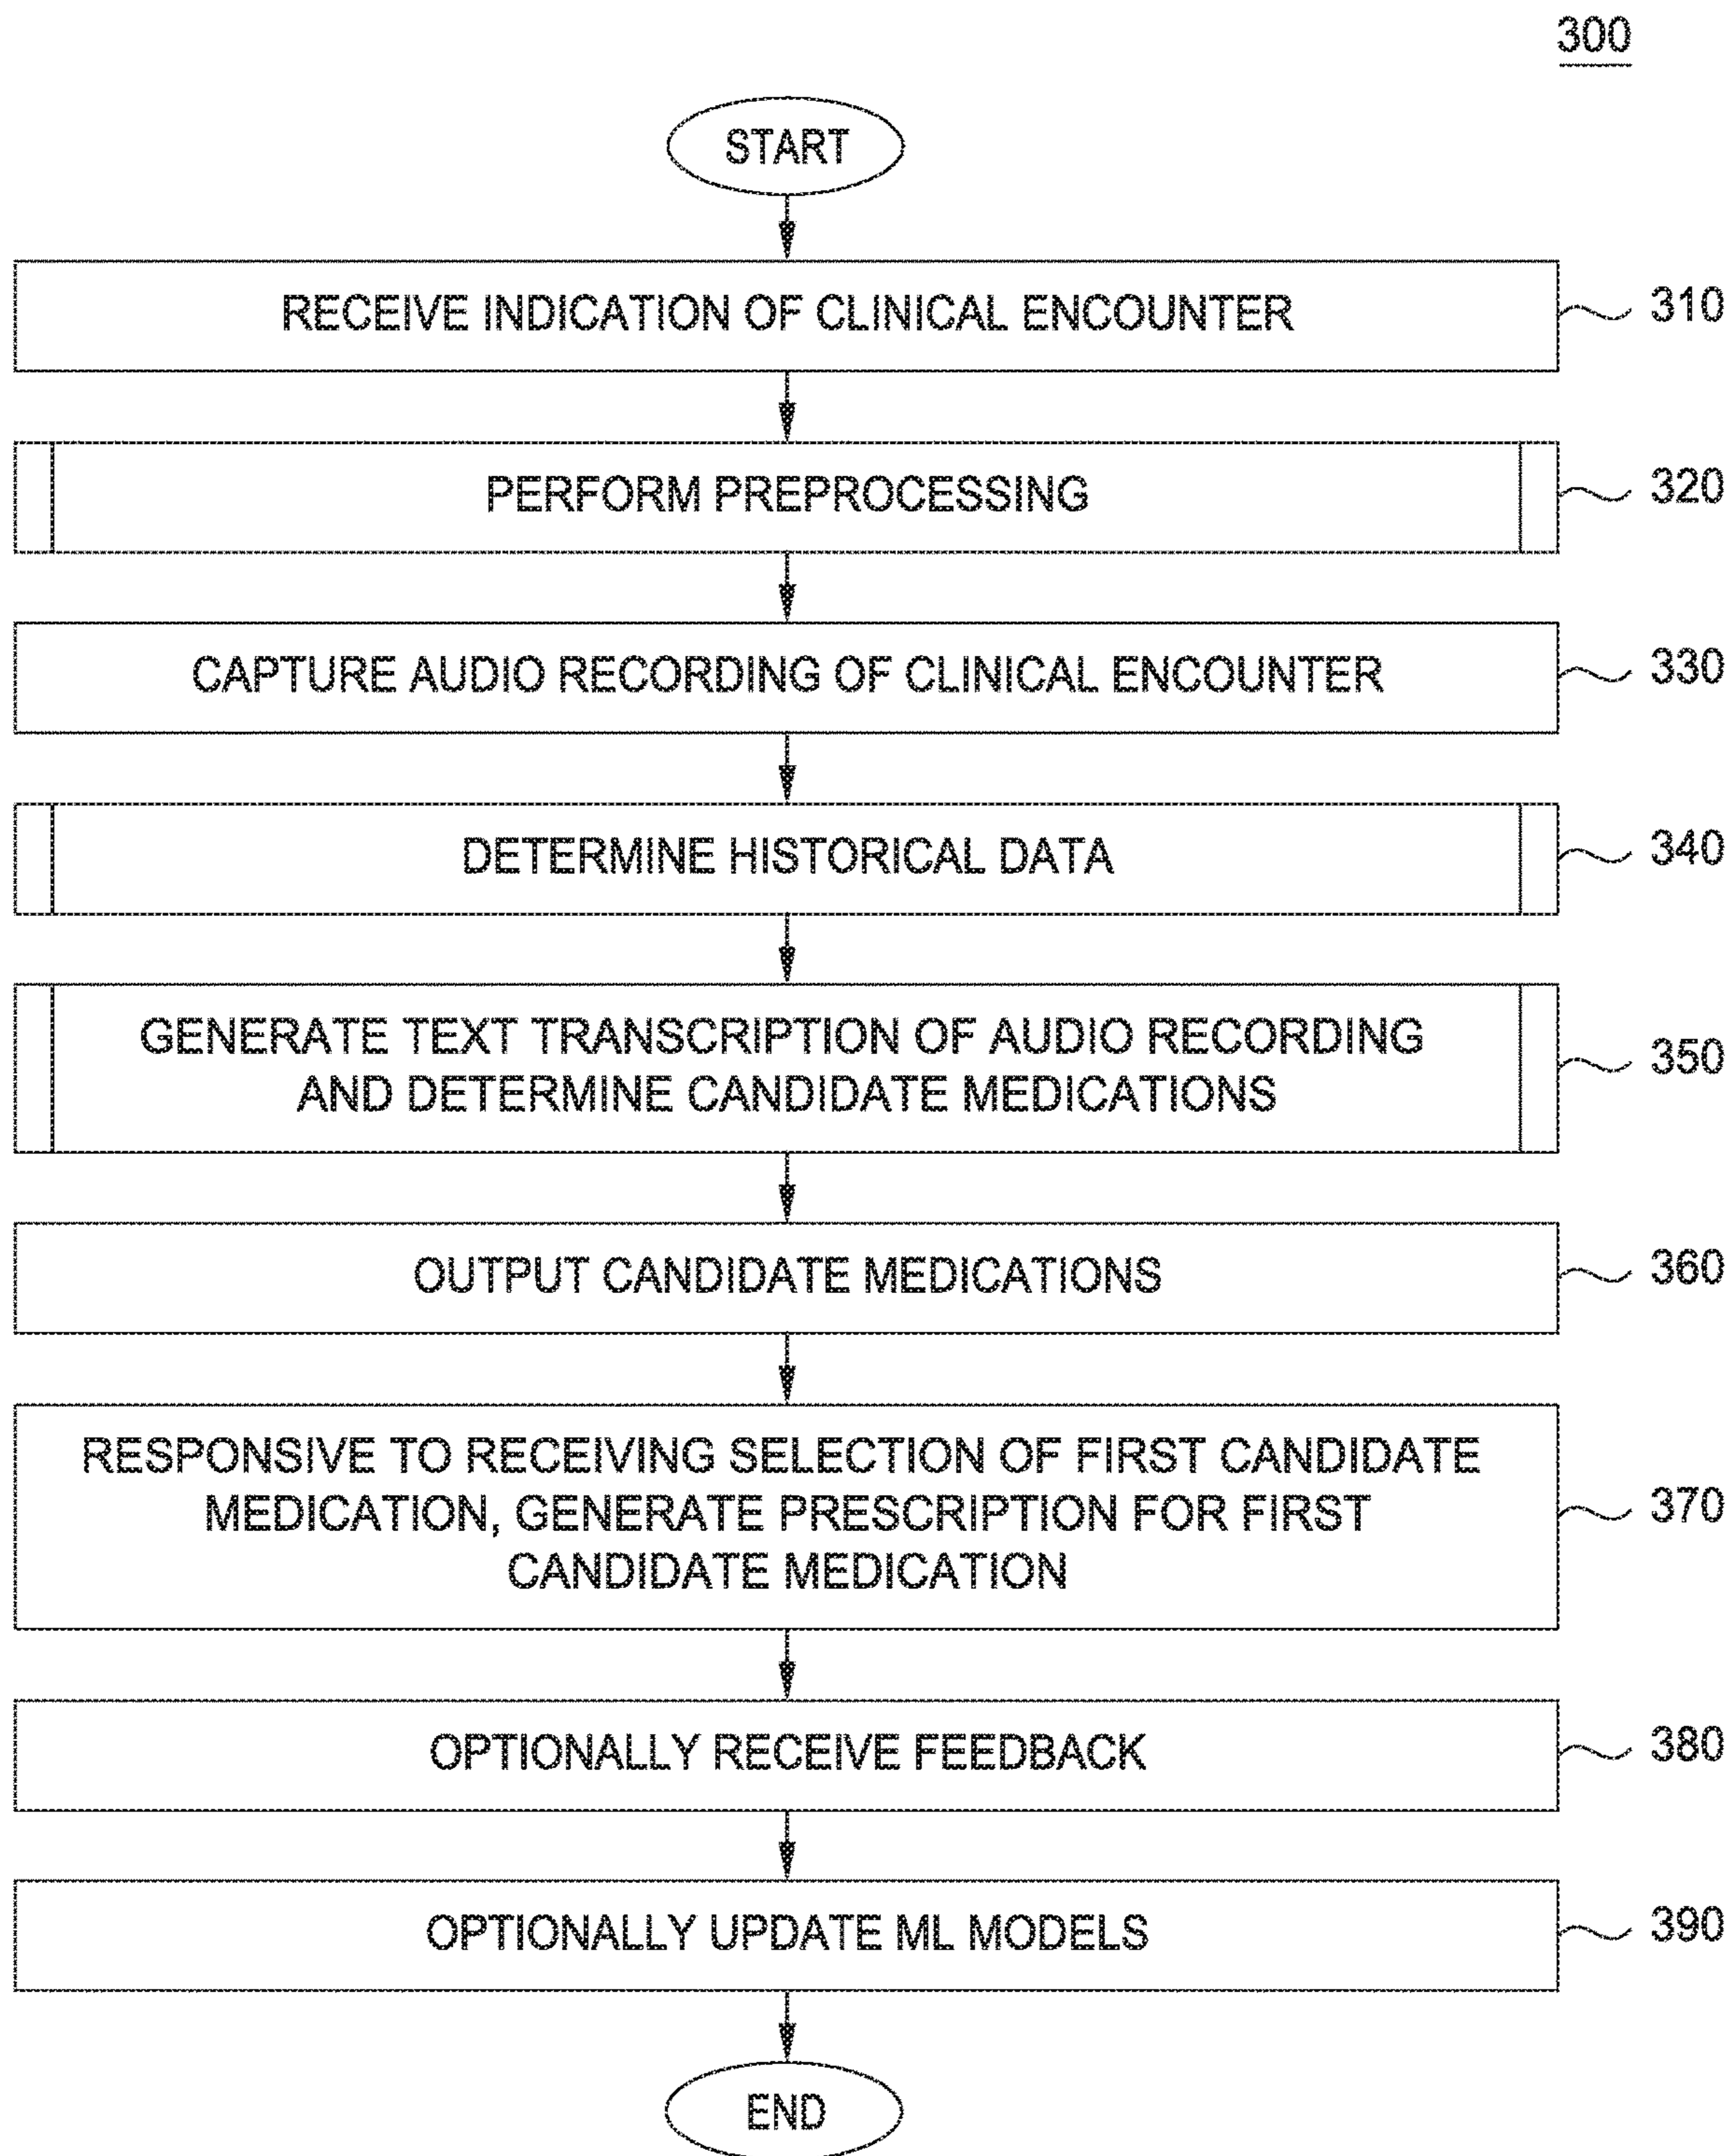 300
START
RECEIVE INDICATION OF CLINICAL ENCOUNTER
310
PERFORM PREPROCESSING
320
CAPTURE AUDIO RECORDING OF CLINICAL ENCOUNTER
330
DETERMINE HISTORICAL DATA
340
GENERATE TEXT TRANSCRIPTION OF AUDIO RECORDING
AND DETERMINE CANDIDATE MEDICATIONS
350
OUTPUT CANDIDATE MEDICATIONS
360
RESPONSIVE TO RECEIVING SELECTION OF FIRST CANDIDATE
MEDICATION, GENERATE PRESCRIPTION FOR FIRST
CANDIDATE MEDICATION
370
OPTIONALLY RECEIVE FEEDBACK
380
OPTIONALLY UPDATE ML MODELS
390
END